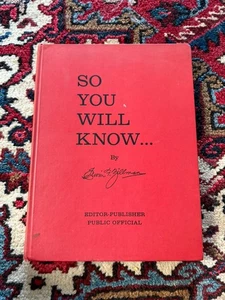 SO
YOU
WILL
KNOW...
By
EDITOR-PUBLISHER
PUBLIC OFFICIAL